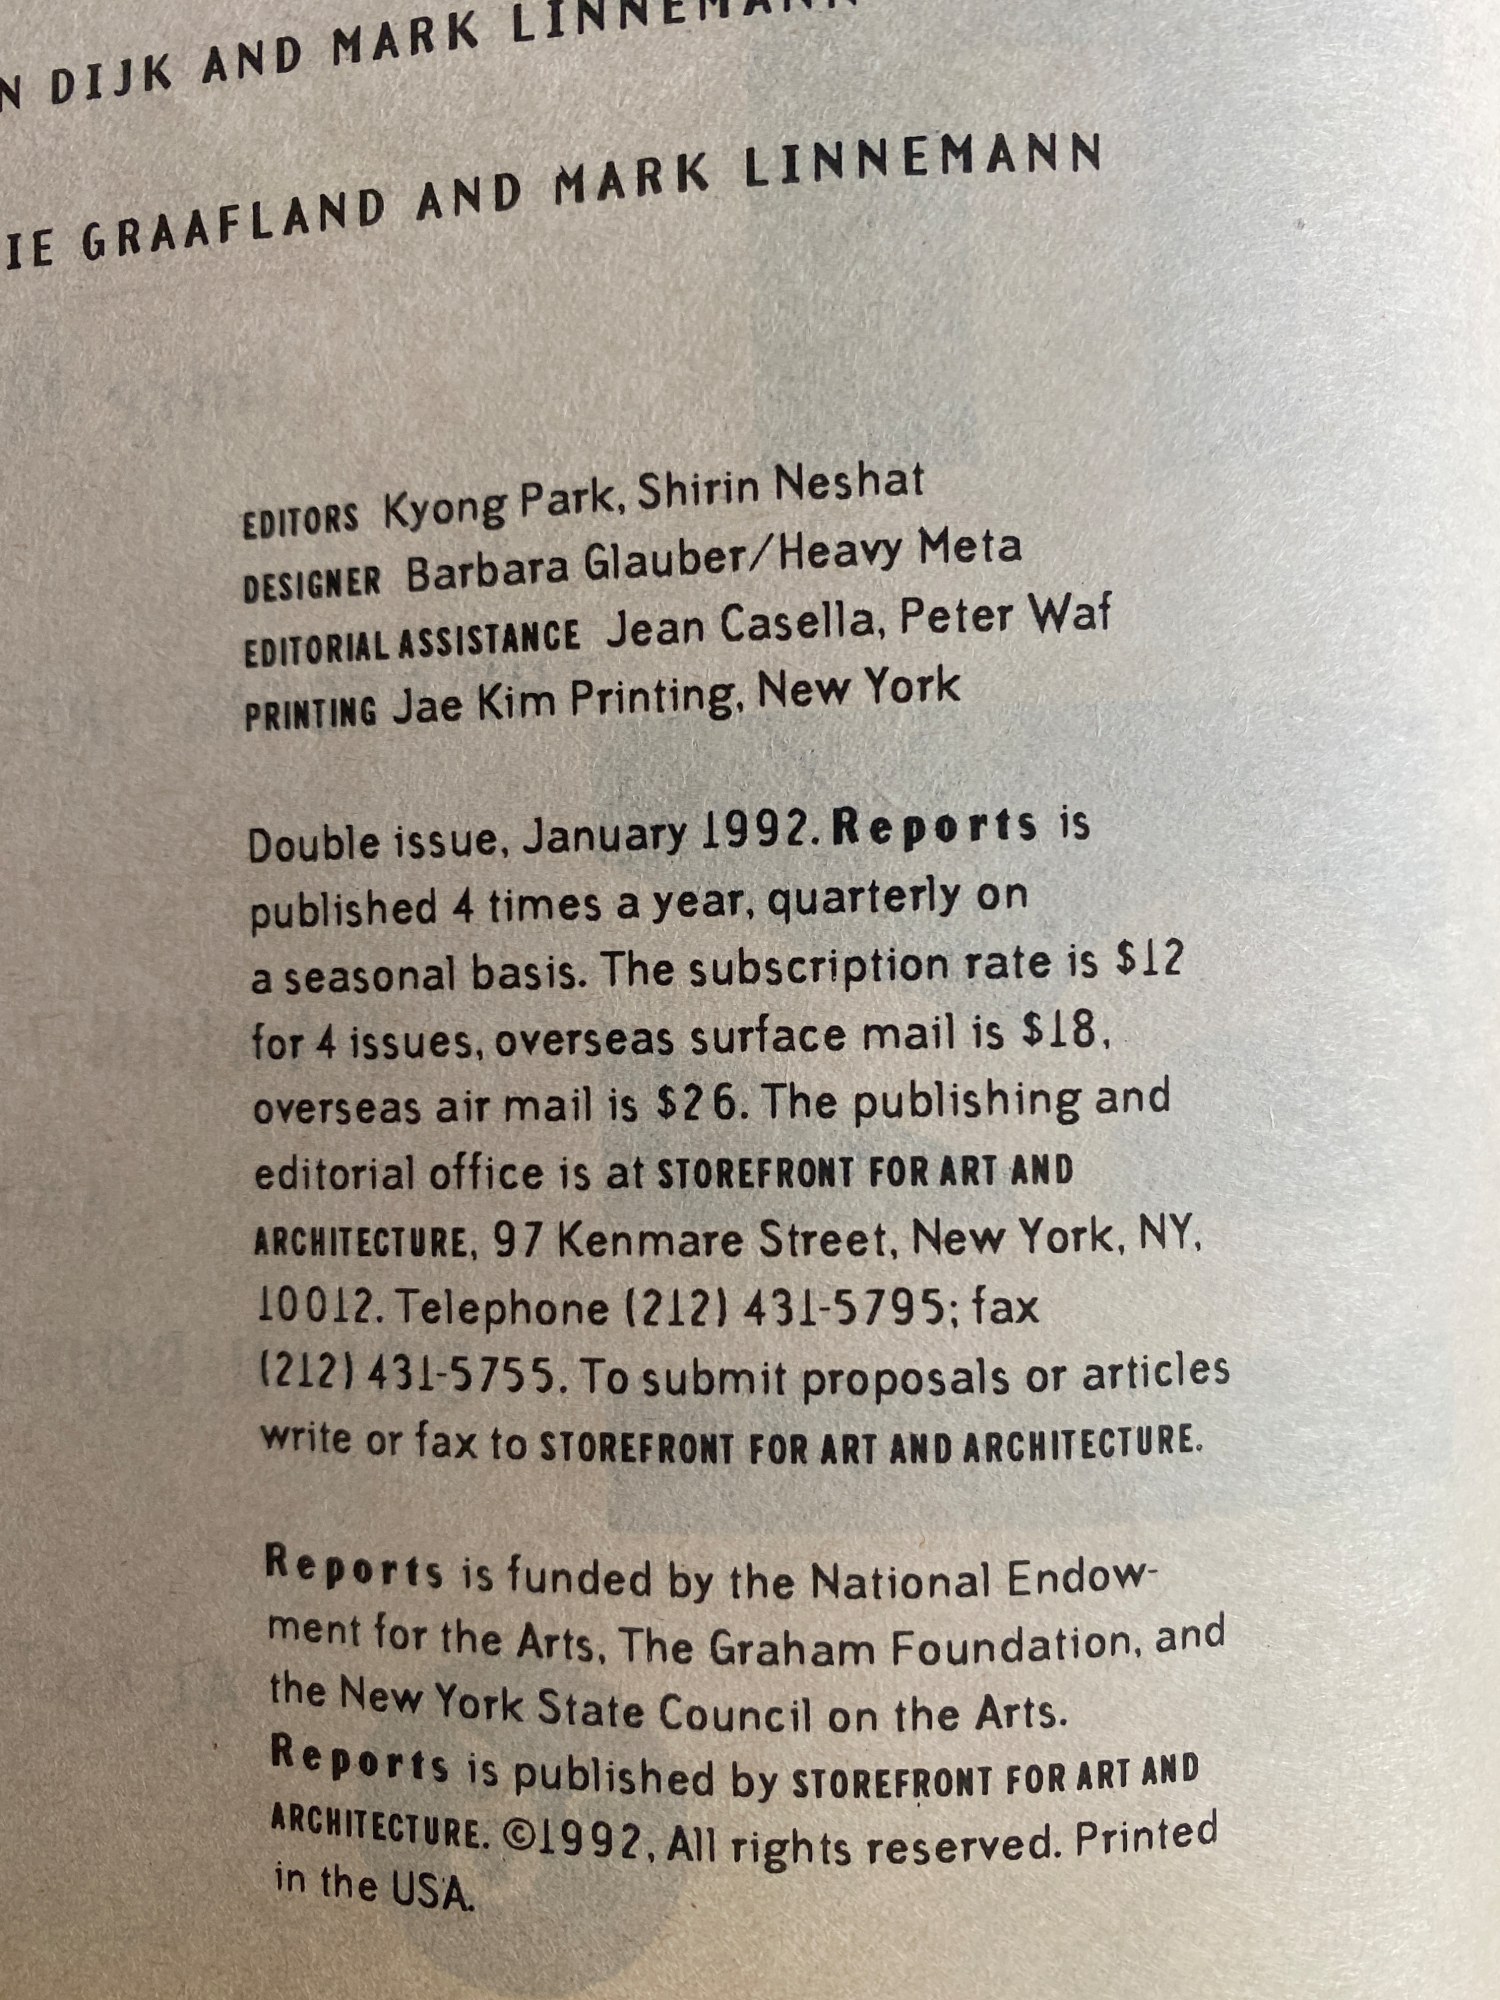 N DIJK AND MARK LINNEMANN
IE GRAAFLAND AND MARK LINNEMANN
EDITORS Kyong Park, Shirin Neshat
DESIGNER Barbara Glauber/Heavy Meta
EDITORIAL ASSISTANCE Jean Casella, Peter Waf
PRINTING Jae Kim Printing, New York
Double issue, January 1992. Reports is
published 4 times a year, quarterly on
a seasonal basis. The subscription rate is $12
for 4 issues, overseas surface mail is $18,
overseas air mail is $26. The publishing and
editorial office is at STOREFRONT FOR ART AND
ARCHITECTURE, 97 Kenmare Street, New York, NY,
10012. Telephone (212) 431-5795; fax
(212) 431-5755. To submit proposals or articles
write or fax to STOREFRONT FOR ART AND ARCHITECTURE.
Reports is funded by the National Endow-
ment for the Arts, The Graham Foundation, and
the New York State Council on the Arts.
Reports is published by STOREFRONT FOR ART AND
ARCHITECTURE. ©1992, All rights reserved. Printed
in the USA.